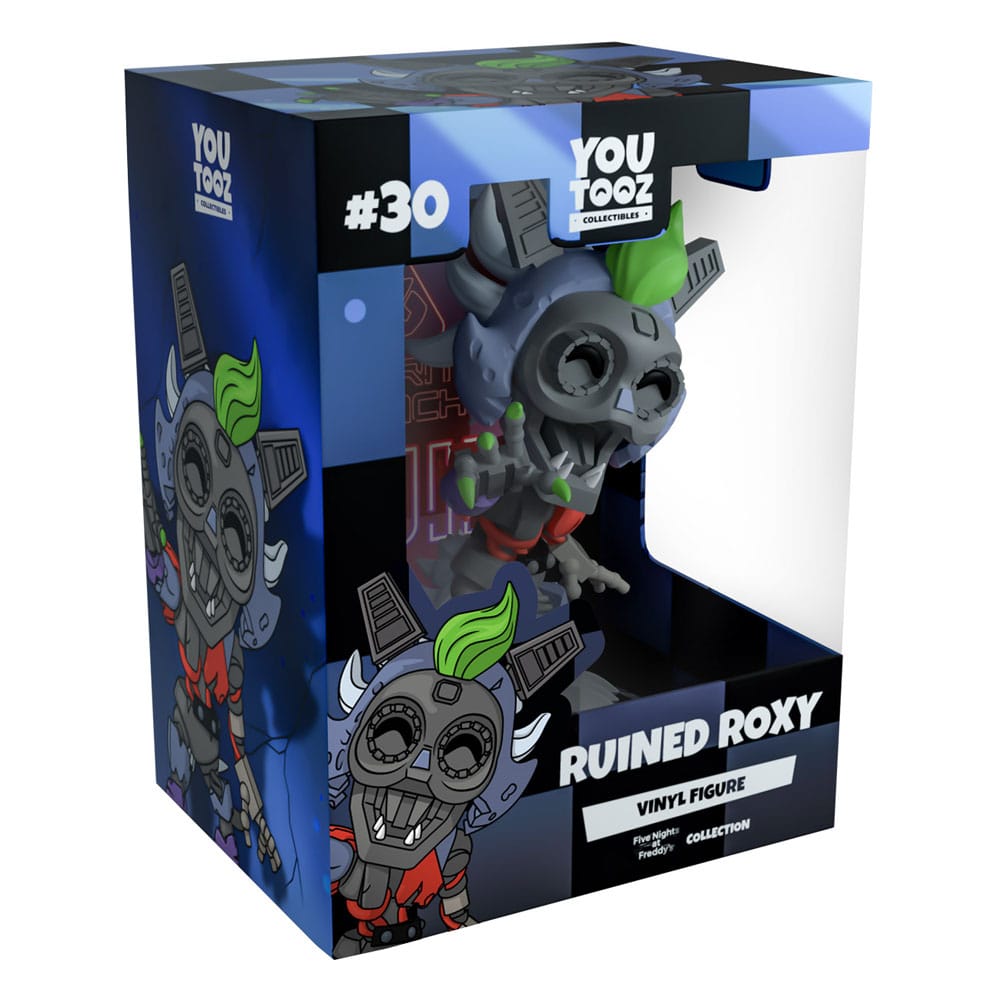 YOU
TOOZ
COLLECTIBLES
#30
YOU
TOOZ
COLLECTIBLES
RUINED ROXY
VINYL FIGURE
Five Nights
at
Freddy's
COLLECTION